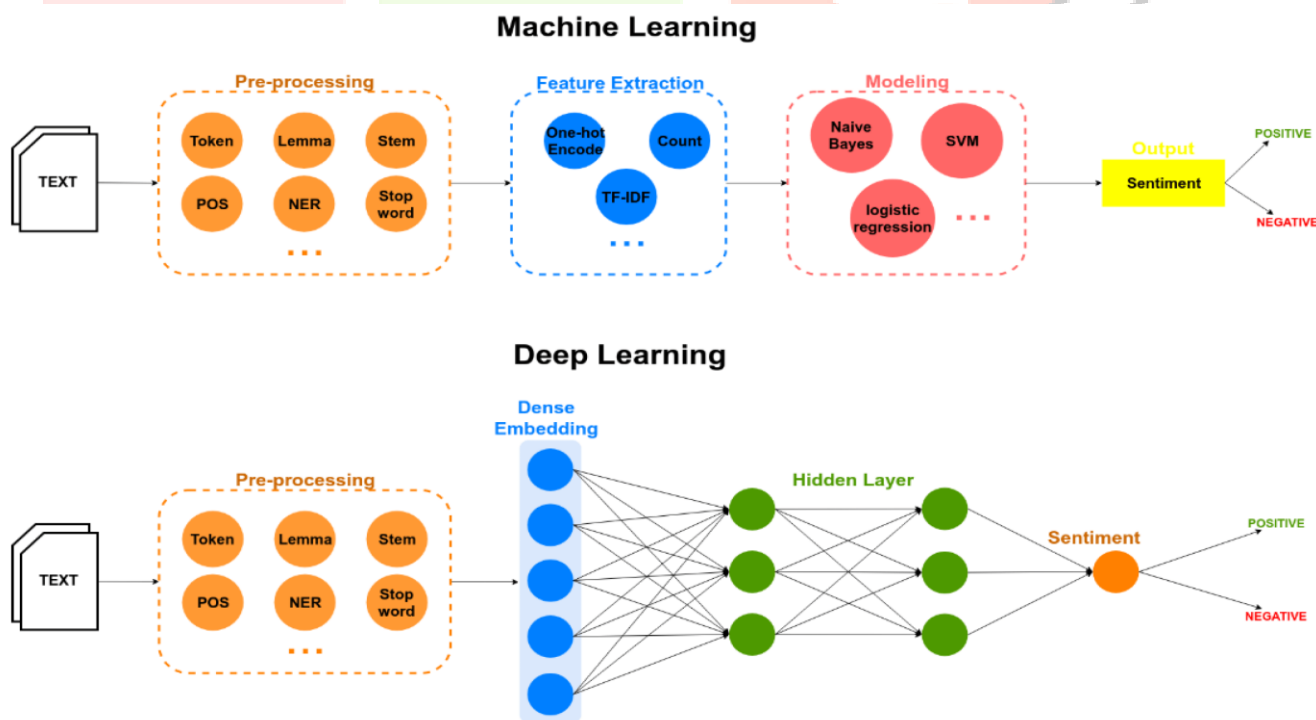 Machine Learning
Pre-processing
Feature Extraction
Modeling
TEXT
Token
Lemma
Stem
POS
NER
Stop
word
...
One-hot
Encode
Count
TF-IDF
...
Naive
Bayes
SVM
logistic
regression
...
Output
Sentiment
POSITIVE
NEGATIVE
Deep Learning
Pre-processing
Dense
Embedding
Hidden Layer
Sentiment
TEXT
Token
Lemma
Stem
POS
NER
Stop
word
...
POSITIVE
NEGATIVE